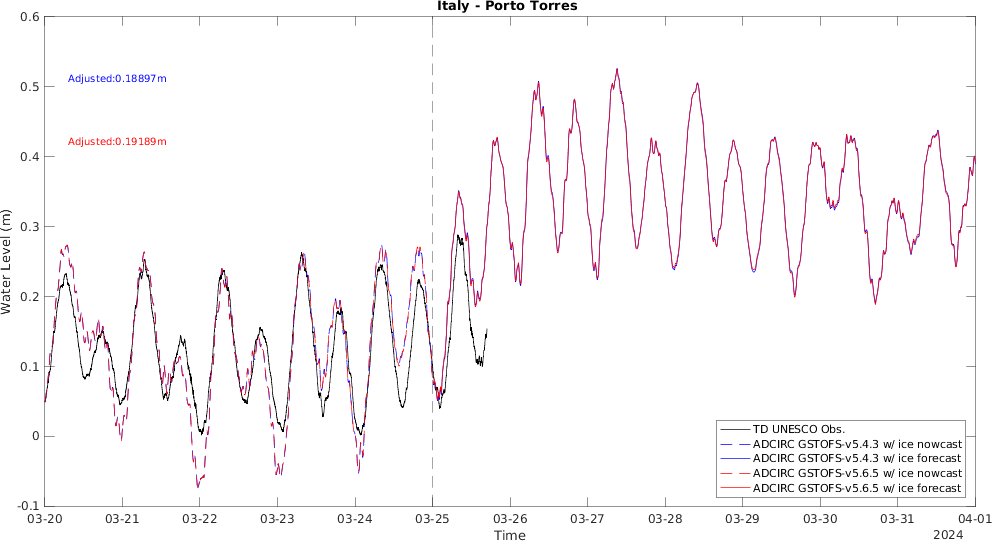 Italy - Porto Torres
0.6
0.5
0.4
0.3
0.2
0.1
0
-0.1
Water Level (m)
Adjusted:0.18897m
Adjusted:0.19189m
TD UNESCO Obs.
ADCIRC GSTOFS-v5.4.3 w/ ice nowcast
ADCIRC GSTOFS-v5.4.3 w/ ice forecast
ADCIRC GSTOFS-v5.6.5 w/ ice nowcast
ADCIRC GSTOFS-v5.6.5 w/ ice forecast
03-20 03-21 03-22 03-23 03-24 03-25 03-26 03-27 03-28 03-29 03-30 03-31 04-01
Time
2024